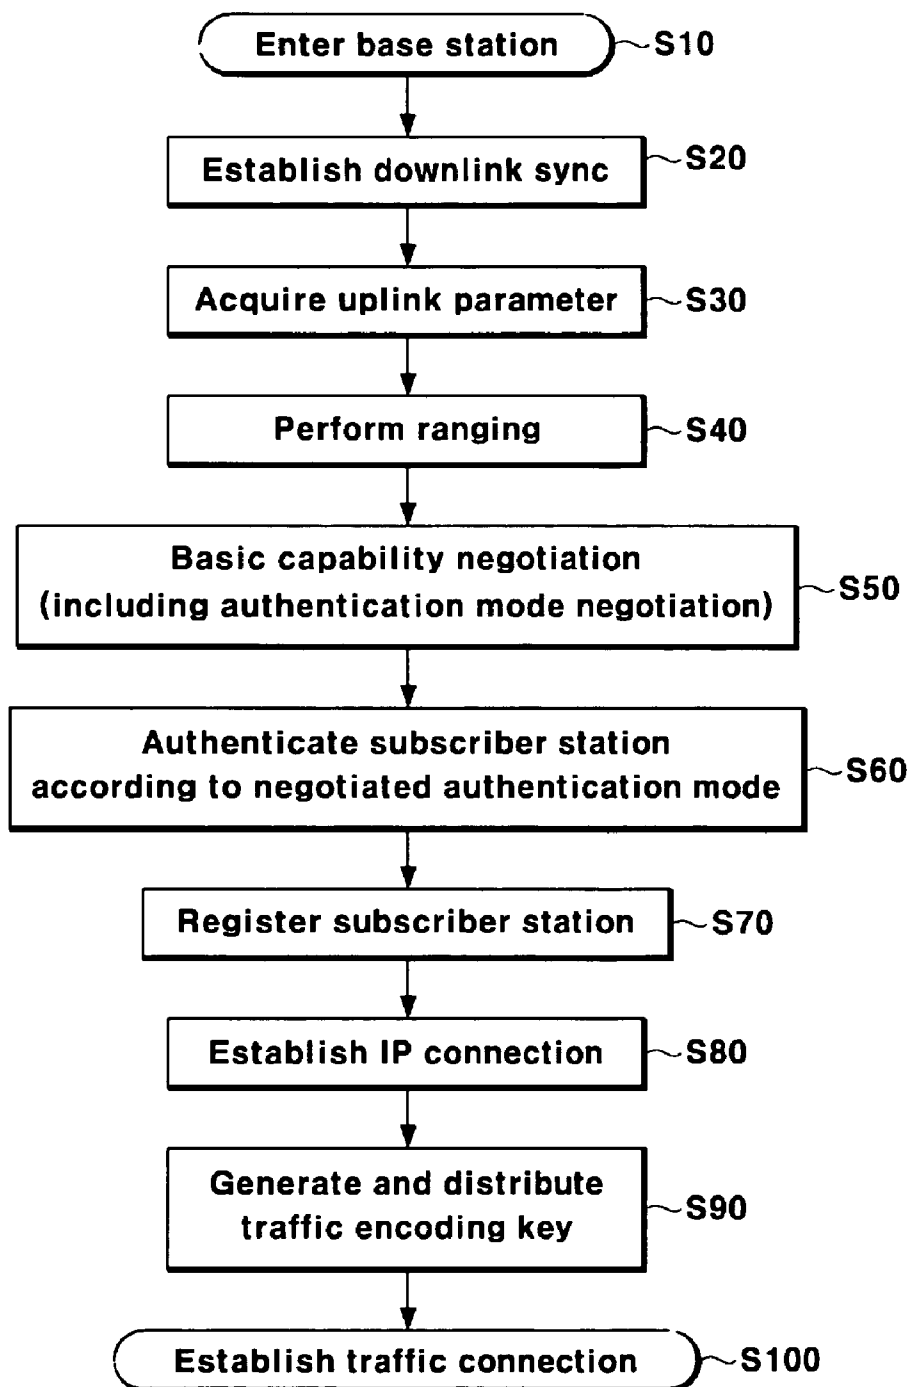 Enter base station
S10
Establish downlink sync
S20
Acquire uplink parameter
S30
Perform ranging
S40
Basic capability negotiation
(including authentication mode negotiation)
S50
Authenticate subscriber station
according to negotiated authentication mode
S60
Register subscriber station
S70
Establish IP connection
S80
Generate and distribute
traffic encoding key
S90
Establish traffic connection
S100